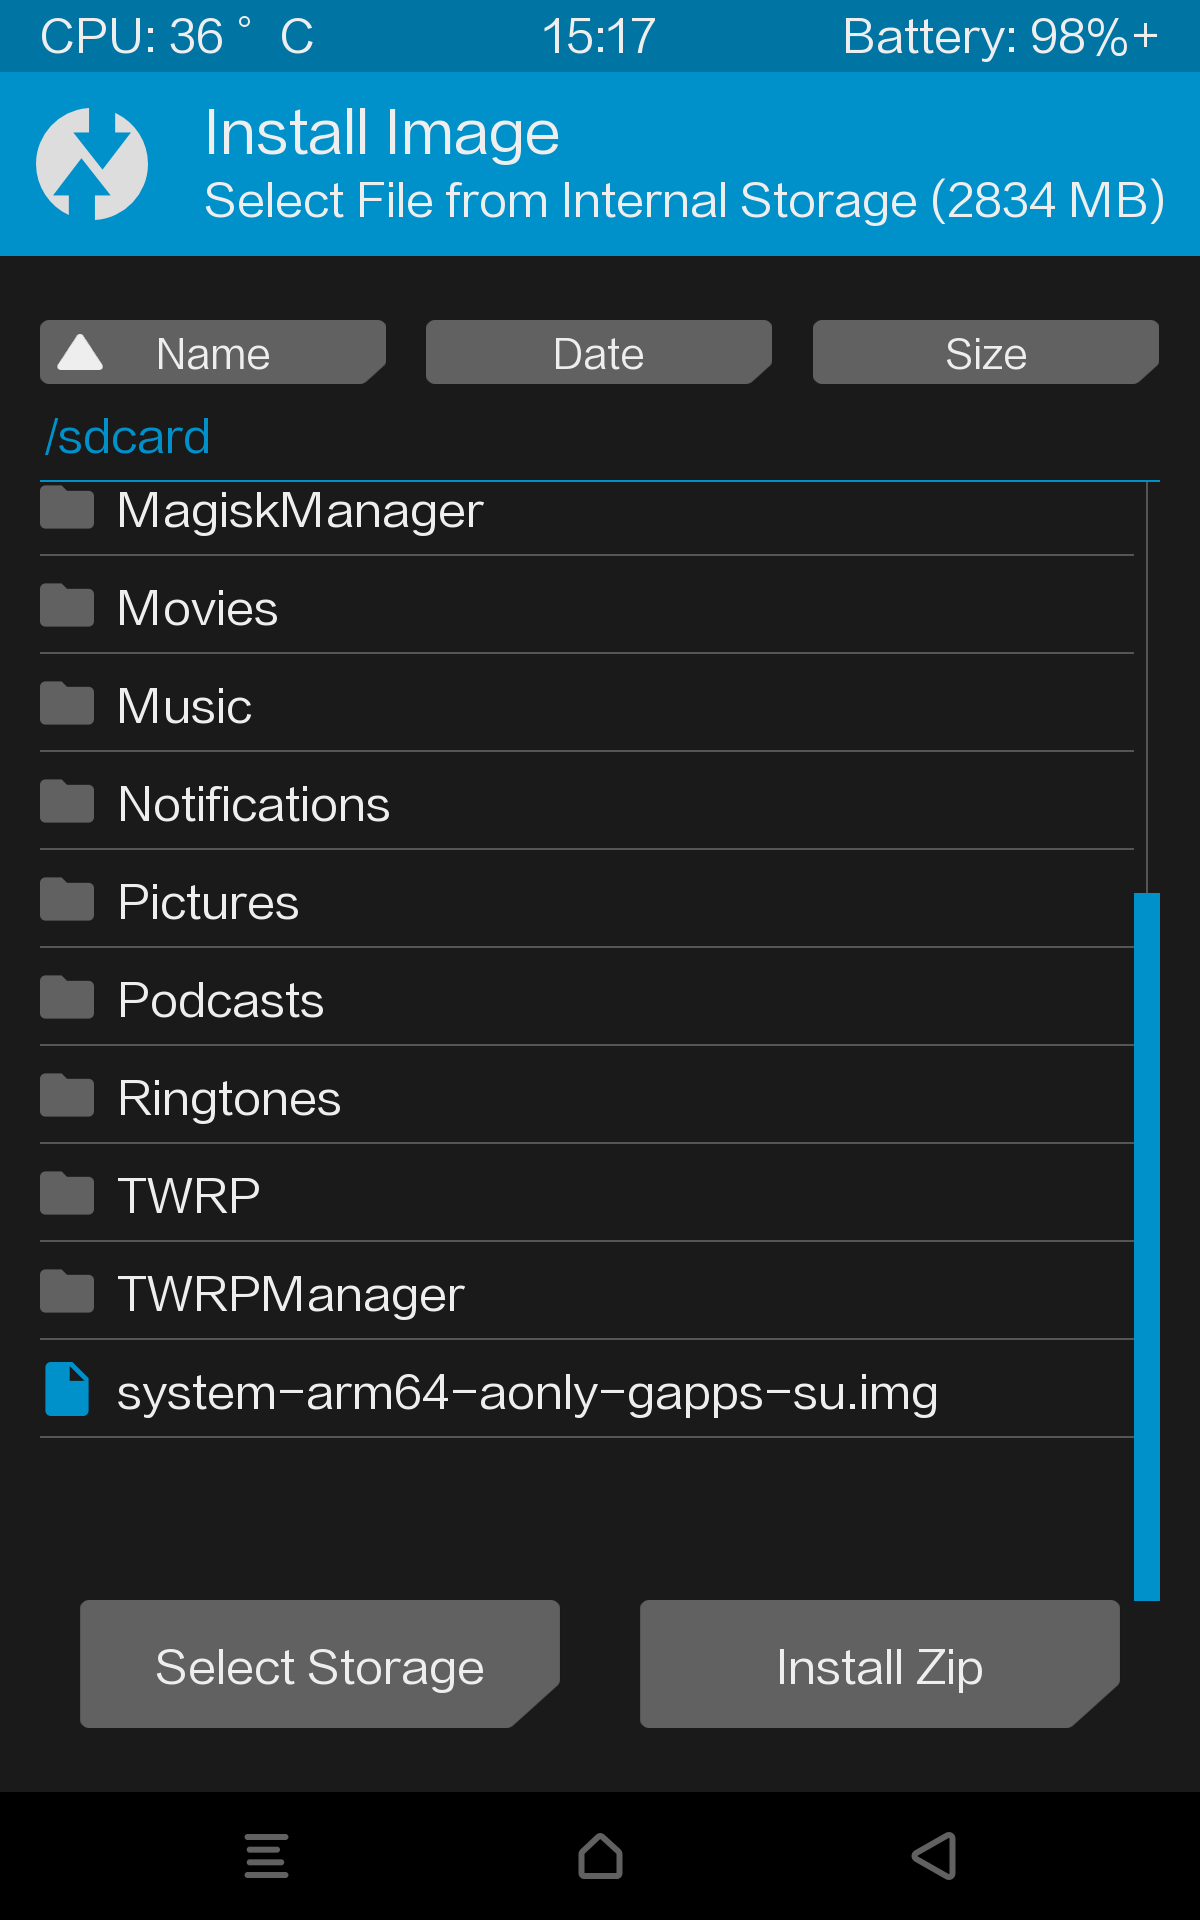 CPU: 36 ° C 15:17 Battery: 98%+
Install Image
Select File from Internal Storage (2834 MB)
Name Date Size
/sdcard
MagiskManager
Movies
Music
Notifications
Pictures
Podcasts
Ringtones
TWRP
TWRPManager
system-arm64-aonly-gapps-su.img
Select Storage Install Zip